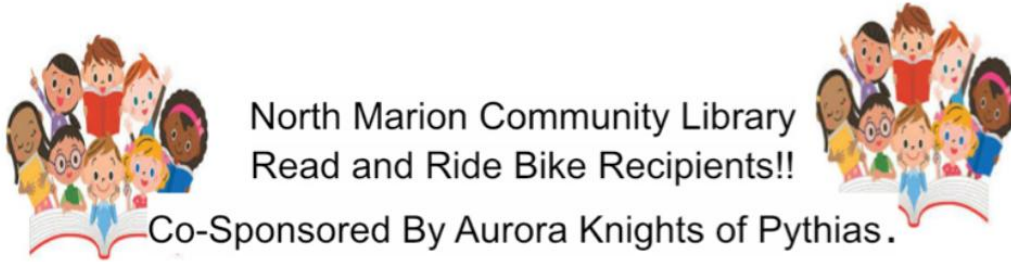 North Marion Community Library
Read and Ride Bike Recipients!!
Co-Sponsored By Aurora Knights of Pythias.